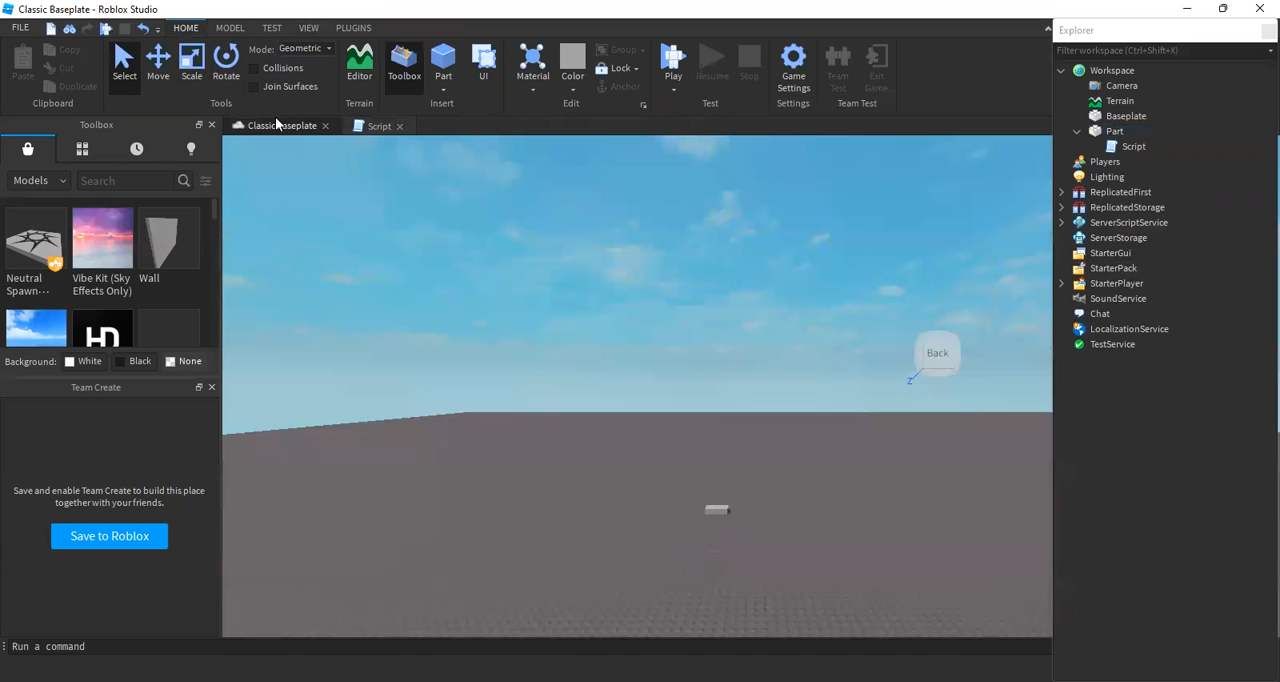 Classic Baseplate - Roblox Studio
FILE
HOME
MODEL
TEST
VIEW
PLUGINS
Paste
Copy
Cut
Duplicate
Clipboard
Select
Move
Scale
Rotate
Mode: Geometric
Collisions
Join Surfaces
Tools
Editor
Terrain
Toolbox
Part
UI
Insert
Material
Color
Group
Lock
Anchor
Edit
Play
Resume
Stop
Test
Game
Settings
Settings
Team
Test
Exit
Game
Team Test
Toolbox
Classic Baseplate
Script
Models
Search
Neutral
Spawn...
Vibe Kit (Sky
Effects Only)
Wall
HD
Background:
White
Black
None
Team Create
Save and enable Team Create to build this place
together with your friends.
Save to Roblox
Back
Z
Run a command
Explorer
Filter workspace (Ctrl+Shift+X)
Workspace
Camera
Terrain
Baseplate
Part
Script
Players
Lighting
ReplicatedFirst
ReplicatedStorage
ServerScriptService
ServerStorage
StarterGui
StarterPack
StarterPlayer
SoundService
Chat
LocalizationService
TestService